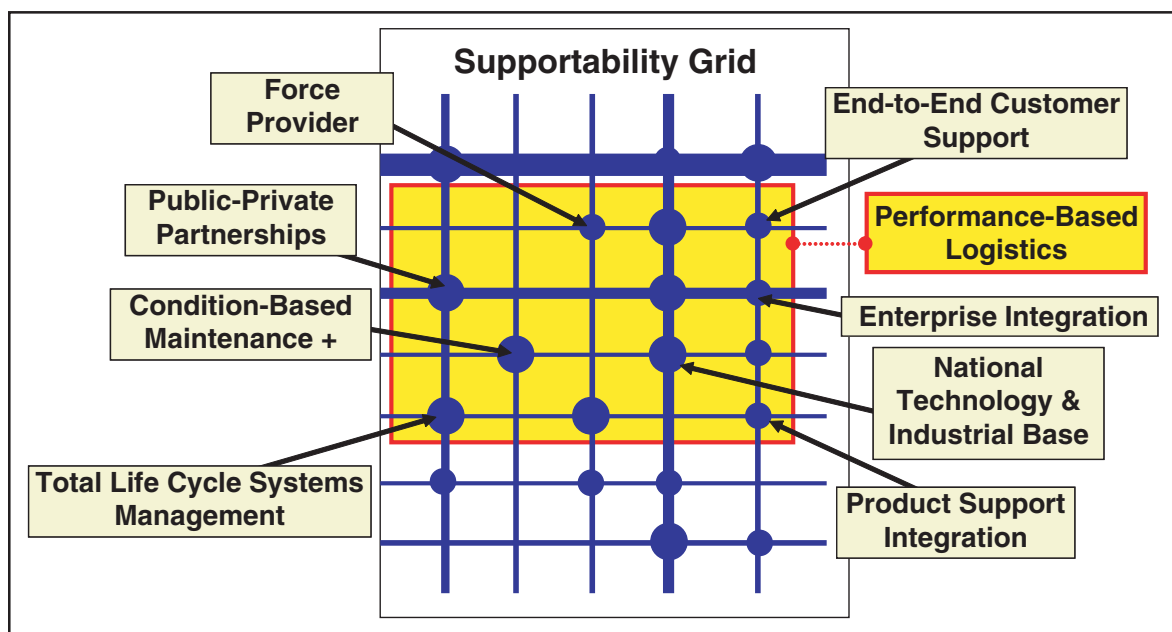 Supportability Grid
Force
Provider
Public-Private
Partnerships
Condition-Based
Maintenance +
Total Life Cycle Systems
Management
End-to-End Customer
Support
Performance-Based
Logistics
Enterprise Integration
National
Technology &
Industrial Base
Product Support
Integration